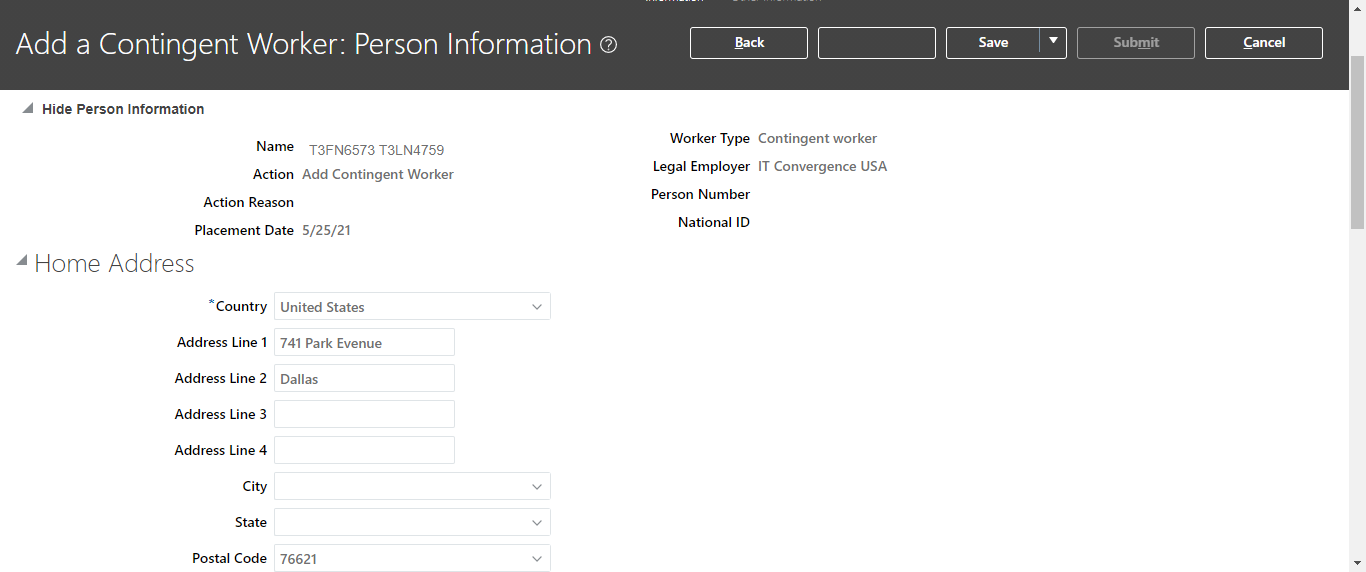 Add a Contingent Worker: Person Information
Back
Save
Submit
Cancel
Hide Person Information
Name T3FN6573 T3LN4759
Action Add Contingent Worker
Action Reason
Placement Date 5/25/21
Worker Type Contingent worker
Legal Employer IT Convergence USA
Person Number
National ID
Home Address
*Country United States
Address Line 1 741 Park Evenue
Address Line 2 Dallas
Address Line 3
Address Line 4
City
State
Postal Code 76621